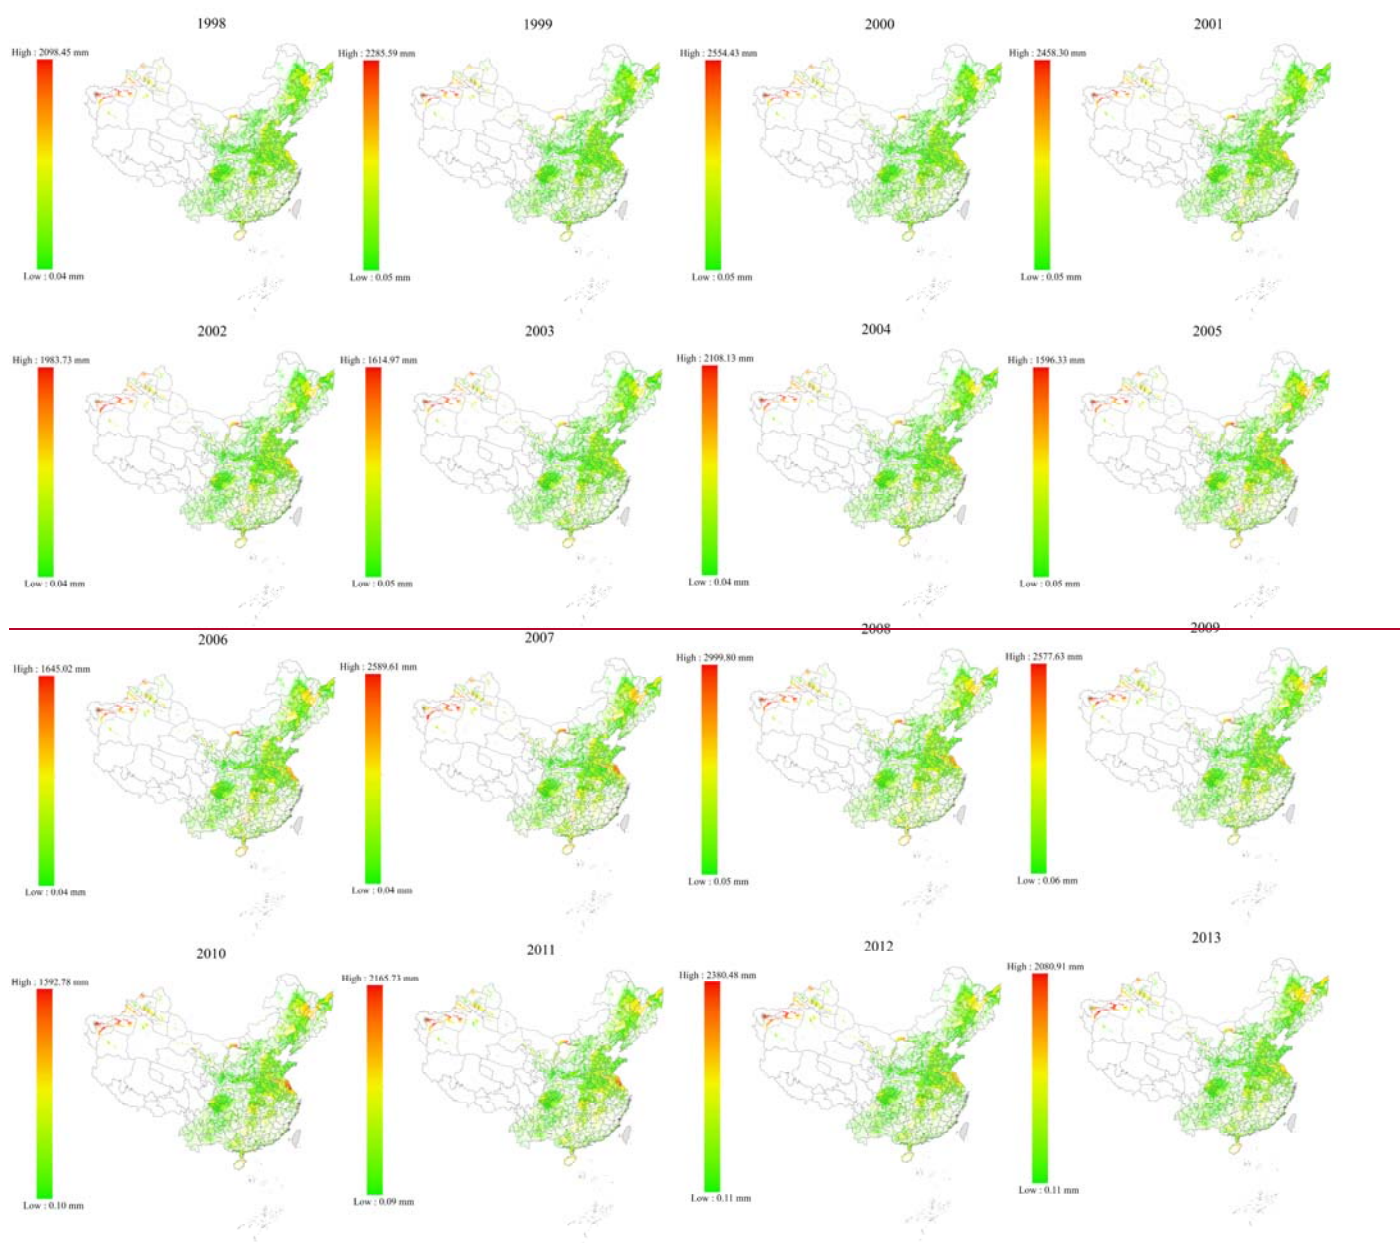 1998
1999
2000
2001
High : 2098.45 mm
High : 2285.59 mm
High : 2554.43 mm
High : 2458.30 mm
Low : 0.04 mm
Low : 0.05 mm
Low : 0.05 mm
Low : 0.05 mm
2002
2003
2004
2005
High : 1983.73 mm
High : 1614.97 mm
High : 2108.13 mm
High : 1596.33 mm
Low : 0.04 mm
Low : 0.05 mm
Low : 0.04 mm
Low : 0.05 mm
2006
2007
2008
2009
High : 1645.02 mm
High : 2589.61 mm
High : 2999.80 mm
High : 2577.63 mm
Low : 0.04 mm
Low : 0.04 mm
Low : 0.05 mm
Low : 0.06 mm
2010
2011
2012
2013
High : 1592.78 mm
High : 2165.73 mm
High : 2380.48 mm
High : 2080.91 mm
Low : 0.10 mm
Low : 0.09 mm
Low : 0.11 mm
Low : 0.11 mm